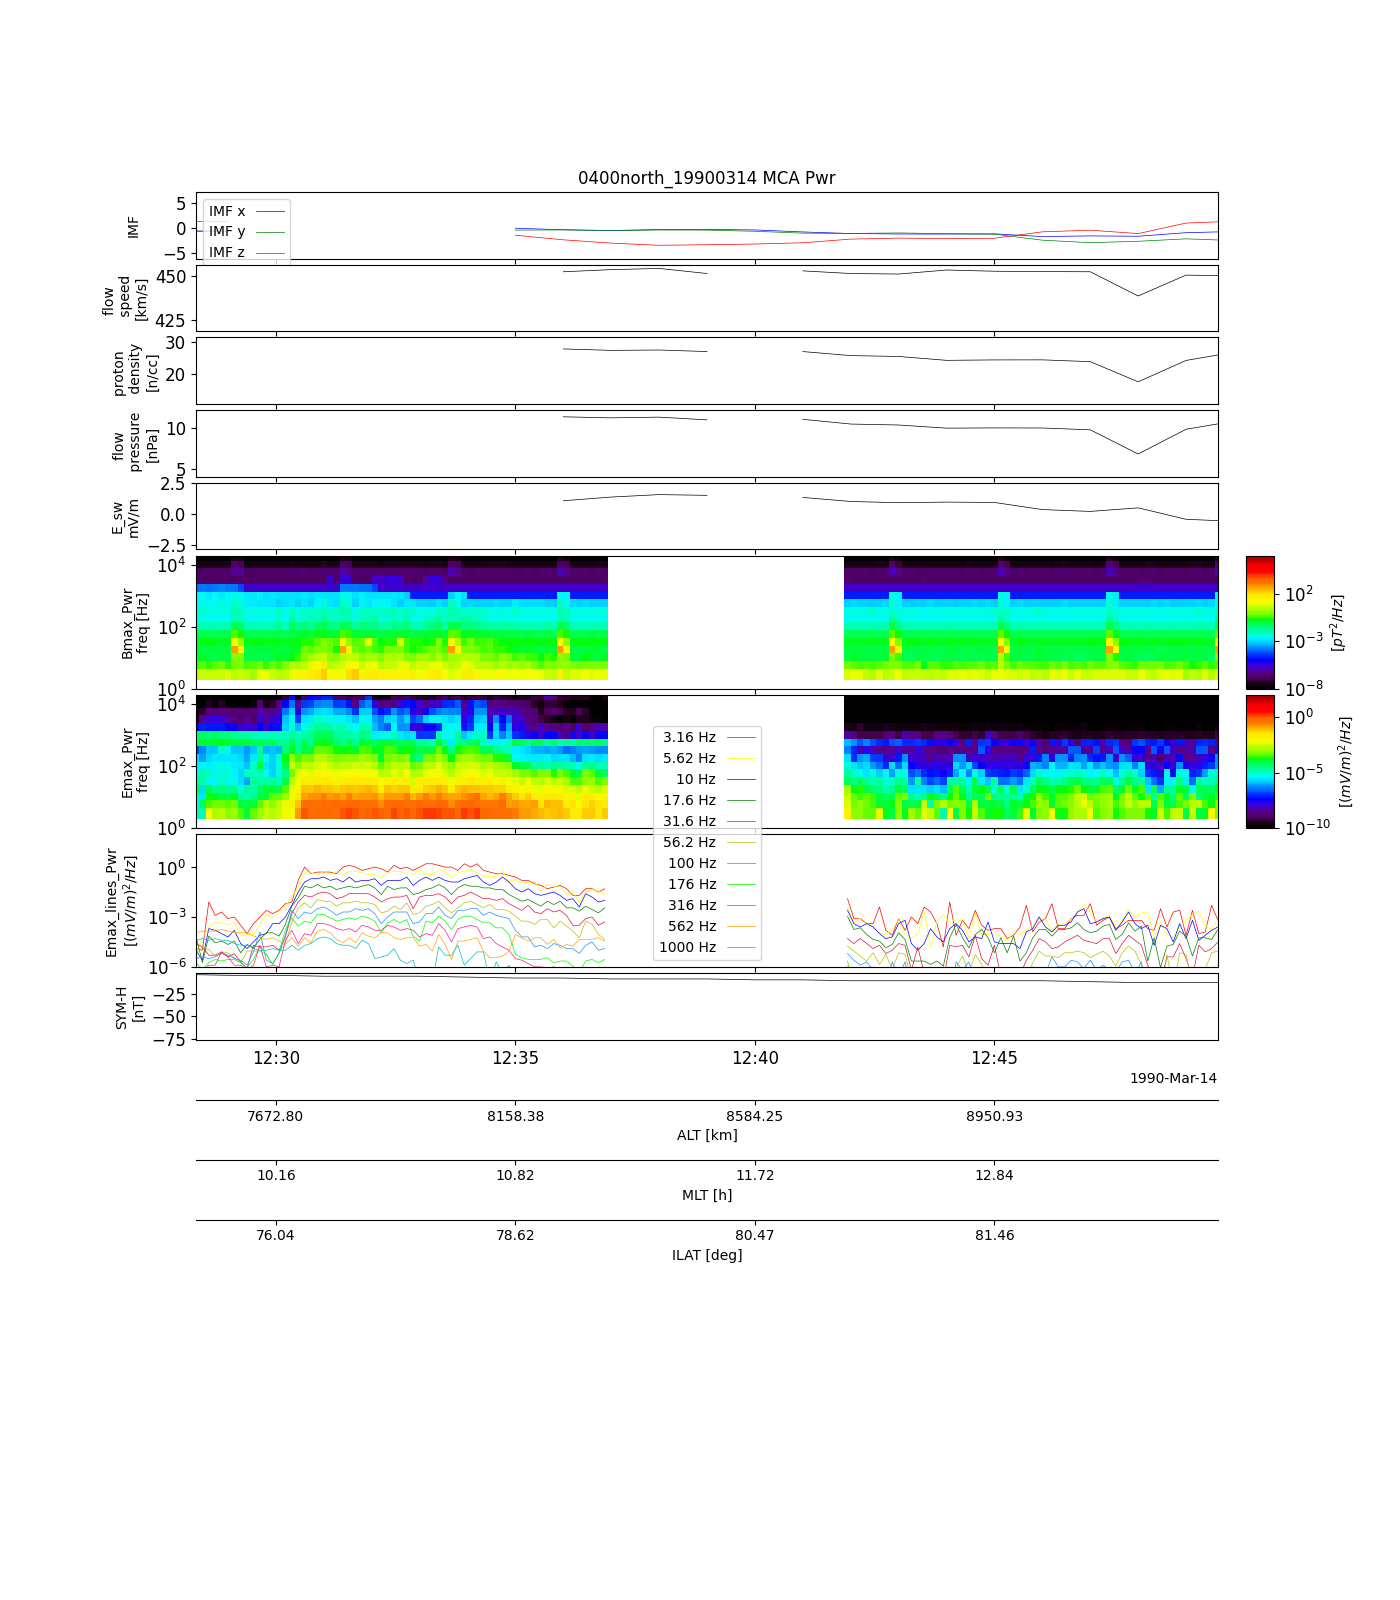 0400north_19900314 MCA Pwr
IMF
5
0
−5
IMF x
IMF y
IMF z
flow
speed
[km/s]
450
425
proton
density
[n/cc]
30
20
flow
pressure
[nPa]
10
5
E_sw
mV/m
2.5
0.0
−2.5
Bmax_Pwr
freq [Hz]
10^4
10^2
10^0
10^2
10^−3
10^−8
[pT^2/Hz]
Emax_Pwr
freq [Hz]
10^4
10^2
10^0
10^0
10^−5
10^−10
[(mV/m)^2/Hz]
3.16 Hz
5.62 Hz
10 Hz
17.6 Hz
31.6 Hz
56.2 Hz
100 Hz
176 Hz
316 Hz
562 Hz
1000 Hz
Emax_lines_Pwr
[(mV/m)^2/Hz]
10^0
10^−3
10^−6
SYM-H
[nT]
−25
−50
−75
12:30 12:35 12:40 12:45
1990-Mar-14
7672.80 8158.38 8584.25 8950.93
ALT [km]
10.16 10.82 11.72 12.84
MLT [h]
76.04 78.62 80.47 81.46
ILAT [deg]